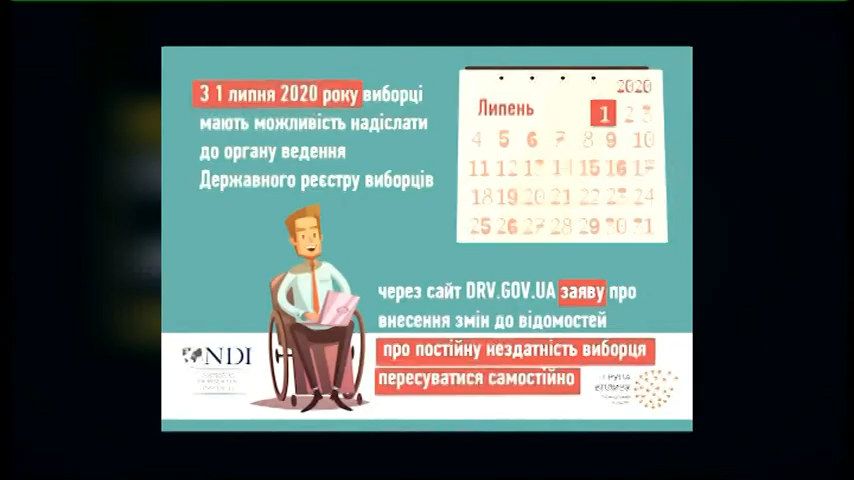 З 1 липня 2020 року виборці
мають можливість надіслати
до органу ведення
Державного реєстру виборців
2020
Липень
1 2 3
4 5 6 7 8 9 10
11 12 13 14 15 16 17
18 19 20 21 22 23 24
25 26 27 28 29 30 31
через сайт DRV.GOV.UA заяву про
внесення змін до відомостей
про постійну нездатність виборця
пересуватися самостійно
NDI
ГРУПА
ВПЛИВУ